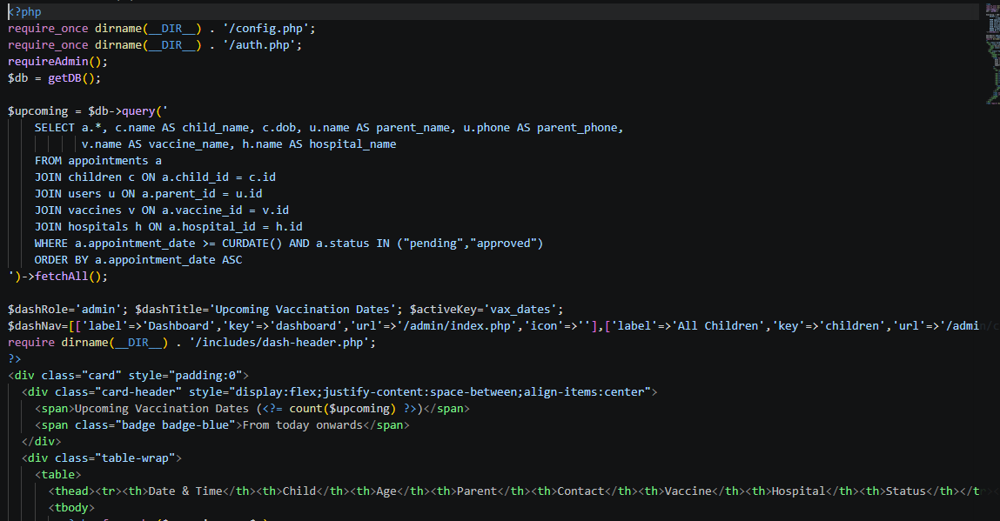 <?php
require_once dirname(__DIR__) . '/config.php';
require_once dirname(__DIR__) . '/auth.php';
requireAdmin();
$db = getDB();
$upcoming = $db->query('
SELECT a.*, c.name AS child_name, c.dob, u.name AS parent_name, u.phone AS parent_phone,
v.name AS vaccine_name, h.name AS hospital_name
FROM appointments a
JOIN children c ON a.child_id = c.id
JOIN users u ON a.parent_id = u.id
JOIN vaccines v ON a.vaccine_id = v.id
JOIN hospitals h ON a.hospital_id = h.id
WHERE a.appointment_date >= CURDATE() AND a.status IN ("pending","approved")
ORDER BY a.appointment_date ASC
')->fetchAll();
$dashRole='admin'; $dashTitle='Upcoming Vaccination Dates'; $activeKey='vax_dates';
$dashNav=[['label'=>'Dashboard','key'=>'dashboard','url'=>'/admin/index.php','icon'=>''],['label'=>'All Children','key'=>'children','url'=>'/admin/c
require dirname(__DIR__) . '/includes/dash-header.php';
?>
<div class="card" style="padding:0">
<div class="card-header" style="display:flex;justify-content:space-between;align-items:center">
<span>Upcoming Vaccination Dates (<?= count($upcoming) ?>)</span>
<span class="badge badge-blue">From today onwards</span>
</div>
<div class="table-wrap">
<table>
<thead><tr><th>Date & Time</th><th>Child</th><th>Age</th><th>Parent</th><th>Contact</th><th>Vaccine</th><th>Hospital</th><th>Status</th></t
<tbody>